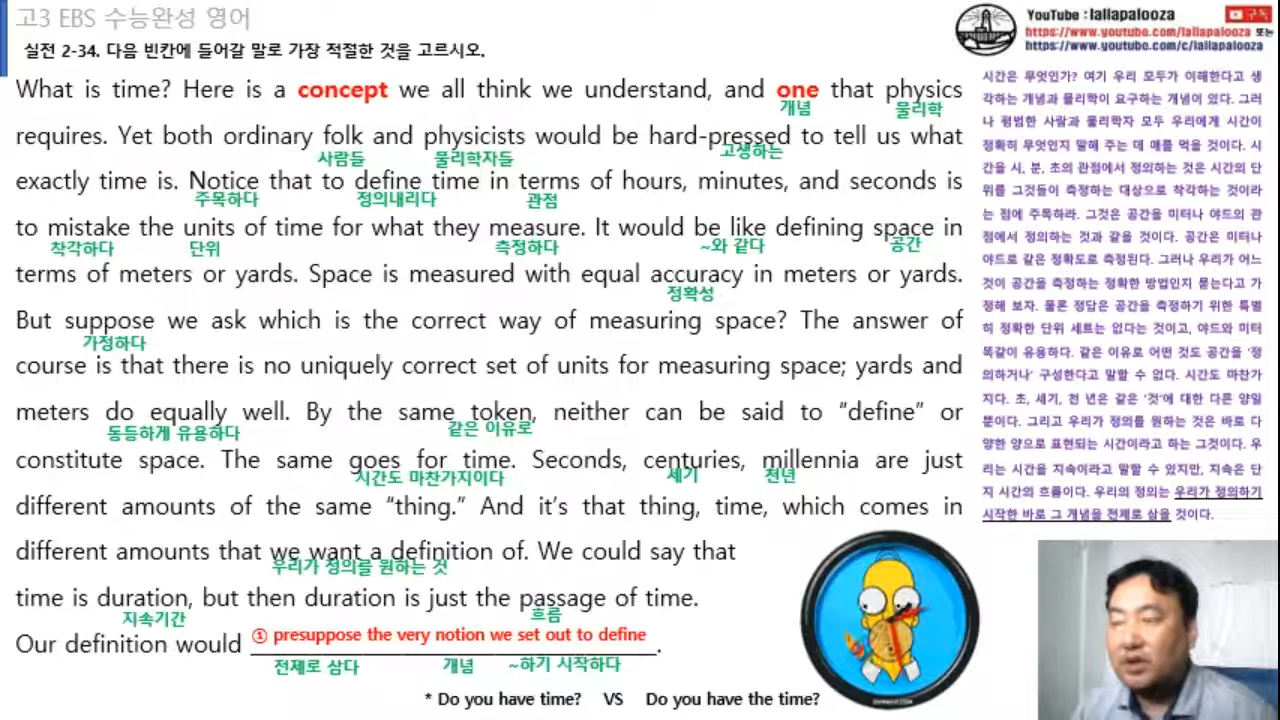 고3 EBS 수능완성 영어
YouTube : lallapalooza
구독
https://www.youtube.com/lallapalooza 또는
https://www.youtube.com/c/lallapalooza
실전 2-34. 다음 빈칸에 들어갈 말로 가장 적절한 것을 고르시오.
What is time? Here is a concept we all think we understand, and one that physics
개념 물리학
requires. Yet both ordinary folk and physicists would be hard-pressed to tell us what
사람들 물리학자들 고생하는
exactly time is. Notice that to define time in terms of hours, minutes, and seconds is
주목하다 정의내리다 관점
to mistake the units of time for what they measure. It would be like defining space in
착각하다 단위 측정하다 ~와 같다 공간
terms of meters or yards. Space is measured with equal accuracy in meters or yards.
정확성
But suppose we ask which is the correct way of measuring space? The answer of
가정하다
course is that there is no uniquely correct set of units for measuring space; yards and
meters do equally well. By the same token, neither can be said to “define” or
동등하게 유용하다 같은 이유로
constitute space. The same goes for time. Seconds, centuries, millennia are just
시간도 마찬가지이다 세기 천년
different amounts of the same “thing.” And it’s that thing, time, which comes in
different amounts that we want a definition of. We could say that
우리가 정의를 원하는 것
time is duration, but then duration is just the passage of time.
지속기간 흐름
Our definition would ① presuppose the very notion we set out to define.
전제로 삼다 개념 ~하기 시작하다
* Do you have time? VS Do you have the time?
시간은 무엇인가? 여기 우리 모두가 이해한다고 생
각하는 개념과 물리학이 요구하는 개념이 있다. 그러
나 평범한 사람과 물리학자 모두 우리에게 시간이
정확히 무엇인지 말해 주는 데 애를 먹을 것이다. 시
간을 시, 분, 초의 관점에서 정의하는 것은 시간의 단
위를 그것들이 측정하는 대상으로 착각하는 것이라
는 점에 주목하라. 그것은 공간을 미터나 야드의 관
점에서 정의하는 것과 같을 것이다. 공간은 미터나
야드로 같은 정확도로 측정된다. 그러나 우리가 어느
것이 공간을 측정하는 정확한 방법인지 묻는다고 가
정해 보자. 물론 정답은 공간을 측정하기 위한 특별
히 정확한 단위 세트는 없다는 것이고, 야드와 미터
똑같이 유용하다. 같은 이유로 어떤 것도 공간을 ‘정
의하거나’ 구성한다고 말할 수 없다. 시간도 마찬가
지다. 초, 세기, 천 년은 같은 ‘것’에 대한 다른 양일
뿐이다. 그리고 우리가 정의를 원하는 것은 바로 다
양한 양으로 표현되는 시간이라고 하는 그것이다. 우
리는 시간을 지속이라고 말할 수 있지만, 지속은 단
지 시간의 흐름이다. 우리의 정의는 우리가 정의하기
시작한 바로 그 개념을 전제로 삼을 것이다.